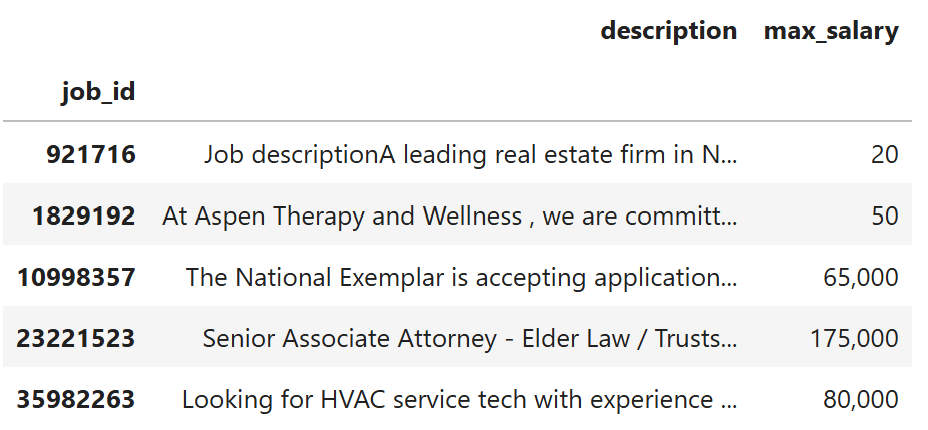 description max_salary
job_id
921716 Job descriptionA leading real estate firm in N... 20
1829192 At Aspen Therapy and Wellness , we are committ... 50
10998357 The National Exemplar is accepting application... 65,000
23221523 Senior Associate Attorney - Elder Law / Trusts... 175,000
35982263 Looking for HVAC service tech with experience ... 80,000